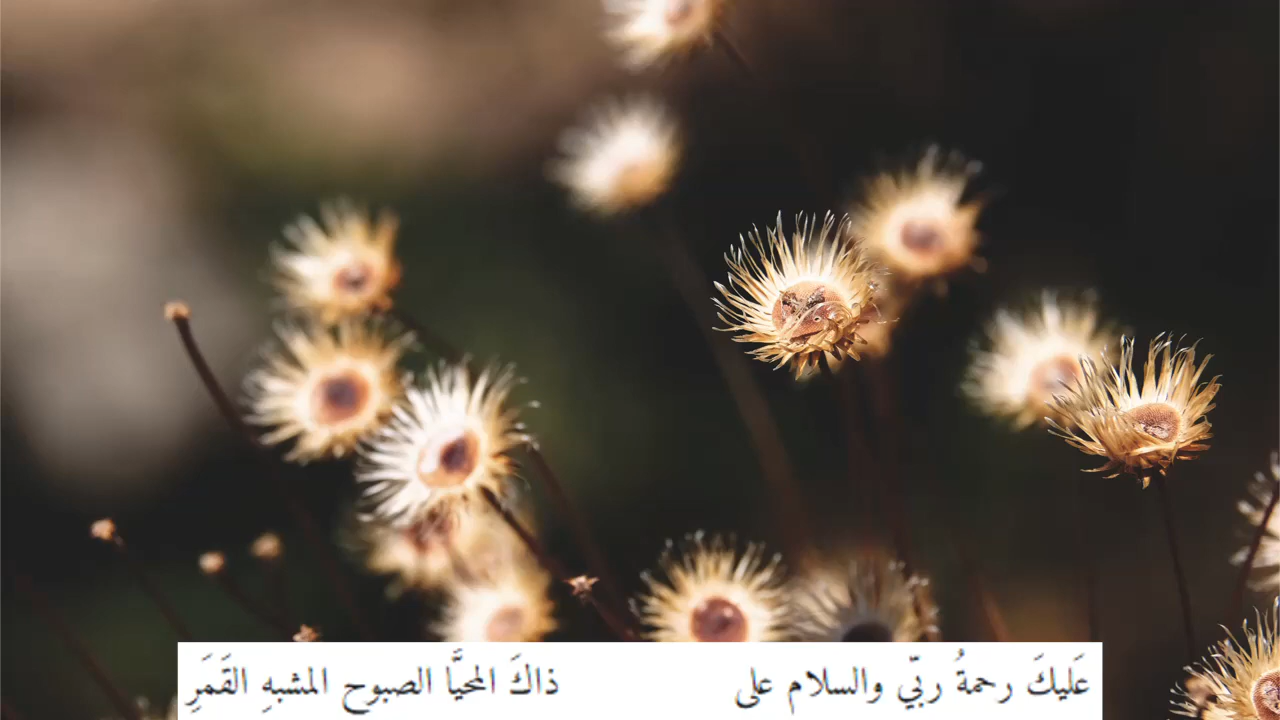 عَليكَ رحمةُ ربّي والسلام على ذاكَ المحيَّا الصبوح المشبهِ القَمَرِ